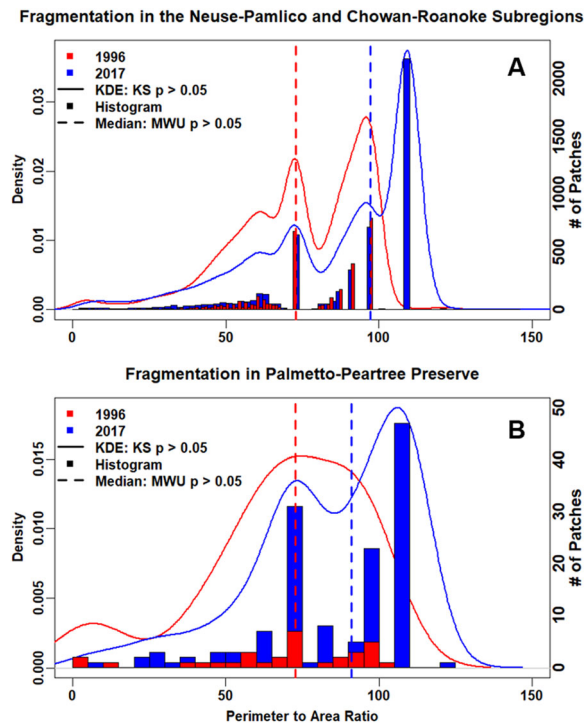 Fragmentation in the Neuse-Pamlico and Chowan-Roanoke Subregions
1996
2017
KDE: KS p > 0.05
Histogram
Median: MWU p > 0.05
A
Density
0.00
0.01
0.02
0.03
# of Patches
0
500
1000
1500
2000
0
50
100
150
Fragmentation in Palmetto-Peartree Preserve
1996
2017
KDE: KS p > 0.05
Histogram
Median: MWU p > 0.05
B
Density
0.000
0.005
0.010
0.015
# of Patches
0
10
20
30
40
50
0
50
100
150
Perimeter to Area Ratio